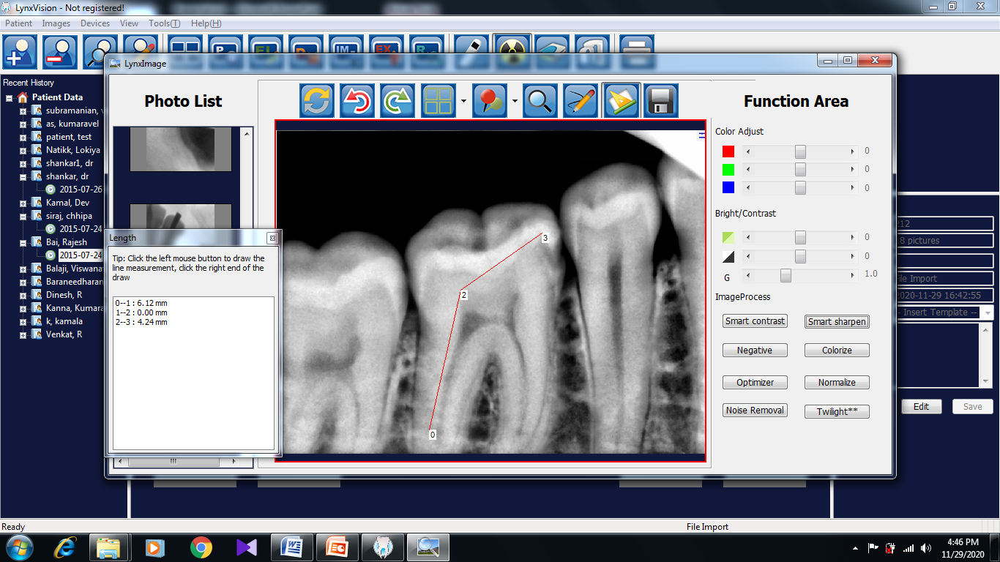 LynxVision - Not registered!
Patient Images Devices View Tools(T) Help(H)
LynxImage
Recent History
Patient Data
subramanian,
as, kumaravel
patient, test
Natikk, Lokiya
shankar1, dr
shankar, dr
2015-07-26
Kamal, Dev
siraj, chhipa
2015-07-24
Bai, Rajesh
2015-07-24
Balaji, Viswana
Baraneedharan
Dinesh, R
Kanna, Kumara
k, kamala
Venkat, R
Photo List
Length
Tip: Click the left mouse button to draw the
line measurement, click the right end of the
draw
0--1 : 6.12 mm
1--2 : 0.00 mm
2--3 : 4.24 mm
3
2
0
Function Area
Color Adjust
0
0
0
Bright/Contrast
0
0
G 1.0
ImageProcess
Smart contrast Smart sharpen
Negative Colorize
Optimizer Normalize
Noise Removal Twilight**
212
8 pictures
File Import
2020-11-29 16:42:55
- Insert Template --
Edit Save
Ready File Import
4:46 PM
11/29/2020